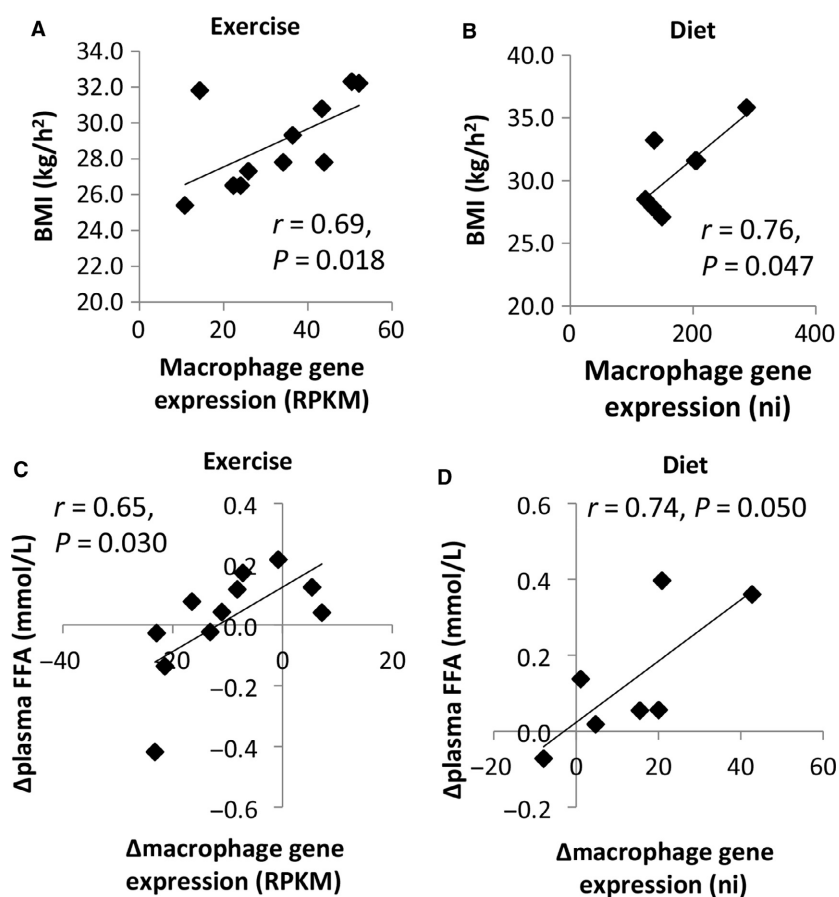 A
Exercise
34.0
32.0
30.0
28.0
26.0
24.0
22.0
20.0
BMI (kg/h²)
r = 0.69,
P = 0.018
0 20 40 60
Macrophage gene
expression (RPKM)
B
Diet
40.0
35.0
30.0
25.0
20.0
BMI (kg/h²)
r = 0.76,
P = 0.047
0 200 400
Macrophage gene
expression (ni)
C
Exercise
r = 0.65,
P = 0.030
0.4
0.2
0.0
–0.2
–0.4
–0.6
Δplasma FFA (mmol/L)
–40 –20 0 20
Δmacrophage gene
expression (RPKM)
D
Diet
r = 0.74, P = 0.050
0.6
0.4
0.2
0.0
–0.2
Δplasma FFA (mmol/L)
–20 0 20 40 60
Δmacrophage gene
expression (ni)